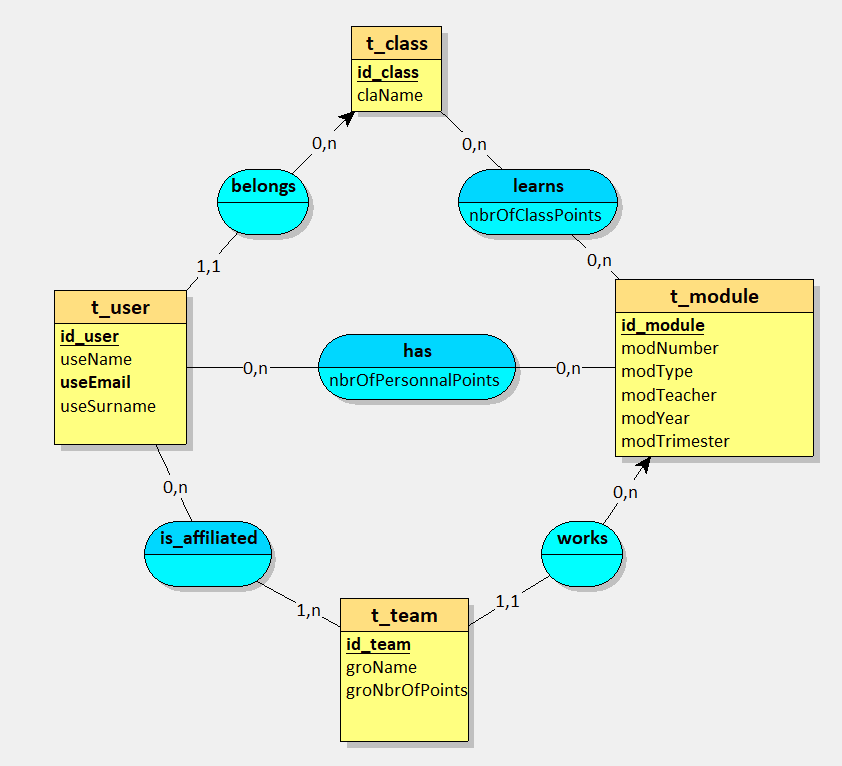 t_class
id_class
claName
0,n
0,n
belongs
learns
nbrOfClassPoints
1,1
0,n
t_user
id_user
useName
useEmail
useSurname
t_module
id_module
modNumber
modType
modTeacher
modYear
modTrimester
has
nbrOfPersonnalPoints
0,n
0,n
0,n
0,n
is_affiliated
works
1,n
1,1
t_team
id_team
groName
groNbrOfPoints